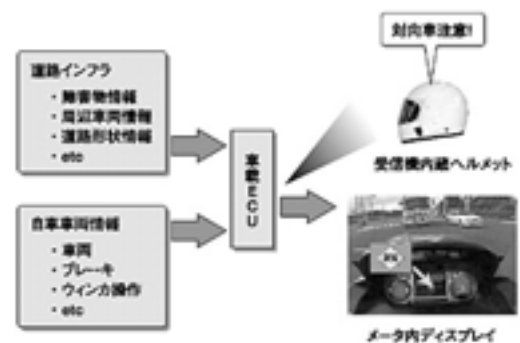 道路インフラ
・障害物情報
・周辺車両情報
・道路形状情報
・etc
自車車両情報
・車両
・ブレーキ
・ウィンカ操作
・etc
車載ECU
対向車注意!
受信機内蔵ヘルメット
メータ内ディスプレイ